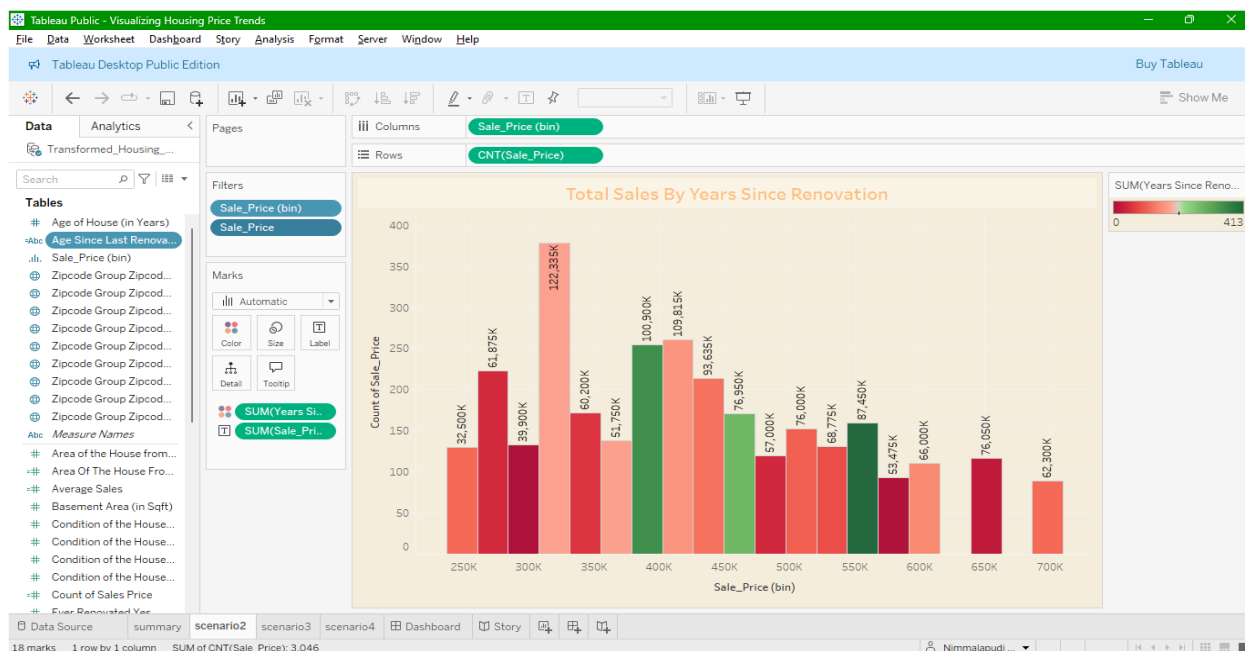 Tableau Public - Visualizing Housing Price Trends
File Data Worksheet Dashboard Story Analysis Format Server Window Help
Tableau Desktop Public Edition
Buy Tableau
Show Me
Data Analytics
Transformed_Housing_...
Search
Tables
# Age of House (in Years)
=Abc Age Since Last Renova...
Sale_Price (bin)
Zipcode Group Zipcod...
Zipcode Group Zipcod...
Zipcode Group Zipcod...
Zipcode Group Zipcod...
Zipcode Group Zipcod...
Zipcode Group Zipcod...
Zipcode Group Zipcod...
Zipcode Group Zipcod...
Zipcode Group Zipcod...
Abc Measure Names
# Area of the House from...
=# Area Of The House Fro...
=# Average Sales
# Basement Area (in Sqft)
# Condition of the House...
# Condition of the House...
# Condition of the House...
# Condition of the House...
=# Count of Sales Price
# Ever Renovated Yes
Pages
Filters
Sale_Price (bin)
Sale_Price
Marks
Automatic
Color Size Label
Detail Tooltip
SUM(Years Si..
SUM(Sale_Pri..
Columns Sale_Price (bin)
Rows CNT(Sale_Price)
Total Sales By Years Since Renovation
Count of Sale_Price
400
350
300
250
200
150
100
50
0
32,500K
61,875K
39,900K
122,335K
60,200K
51,750K
100,900K
109,815K
93,635K
76,950K
57,000K
76,000K
68,775K
87,450K
53,475K
66,000K
76,050K
62,300K
250K 300K 350K 400K 450K 500K 550K 600K 650K 700K
Sale_Price (bin)
SUM(Years Since Reno...
0 413
Data Source summary scenario2 scenario3 scenario4 Dashboard Story
18 marks 1 row by 1 column SUM of CNT(Sale_Price): 3,046
Nimmalapudi ...